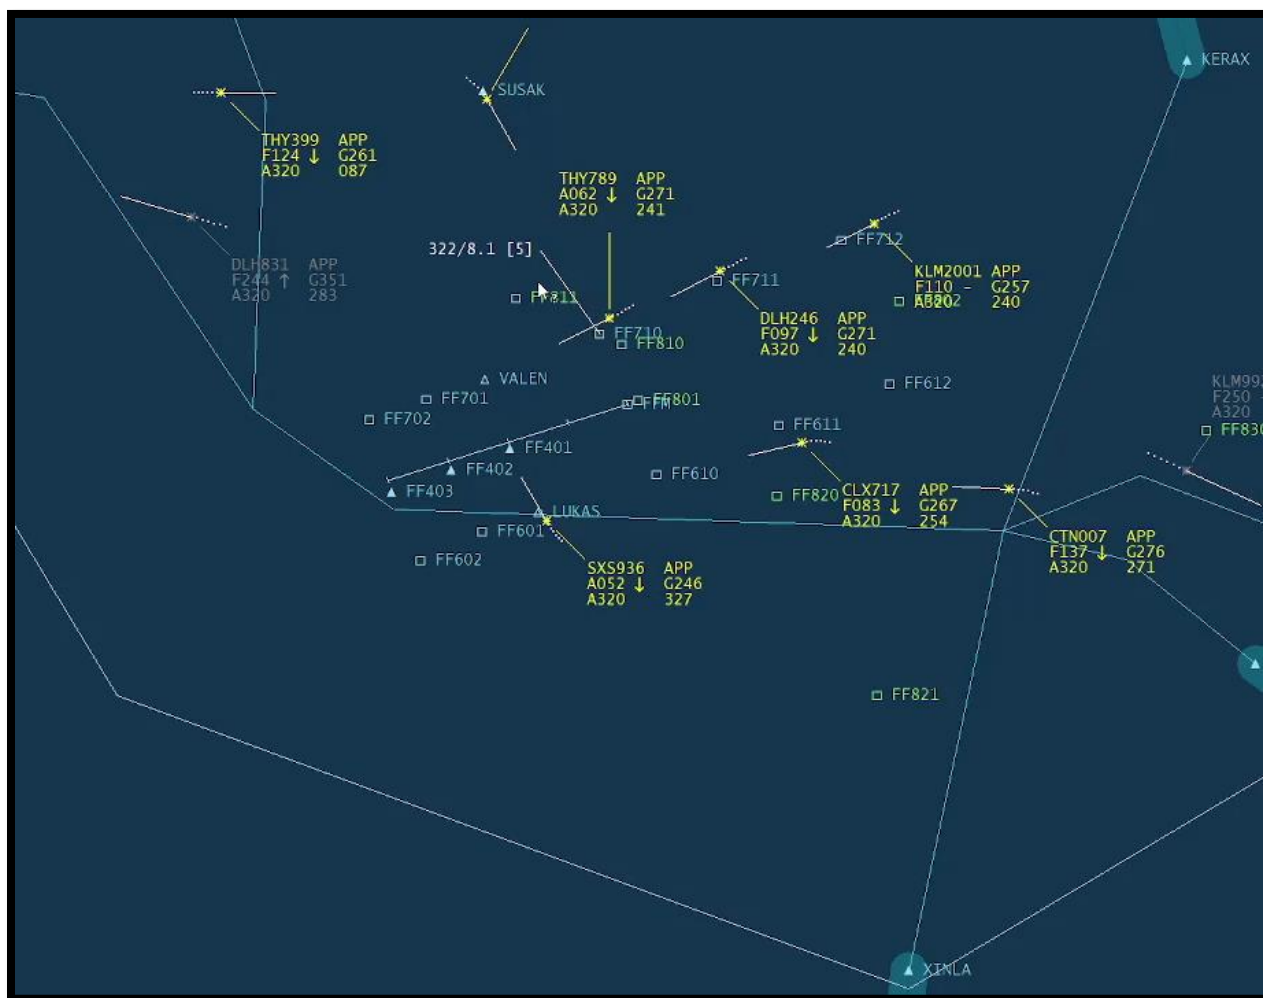 KERAX
SUSAK
THY399 APP
F124 ↓ G261
A320 087
THY789 APP
A062 ↓ G271
A320 241
322/8.1 [5]
DLH831 APP
F244 ↑ G351
A320 283
FF712
KLM2001 APP
F110 - G257
A320 240
FF711
DLH246 APP
F097 ↓ G271
A320 240
FF710
FF810
VALEN
FF612
FF701
FF801
FF702
FF611
FF830
FF401
FF402
FF610
FF403
FF820
CLX717 APP
F083 ↓ G267
A320 254
LUKAS
FF601
FF602
CTN007 APP
F137 ↓ G276
A320 271
SXS936 APP
A052 ↓ G246
A320 327
F250
A320
FF821
XINLA